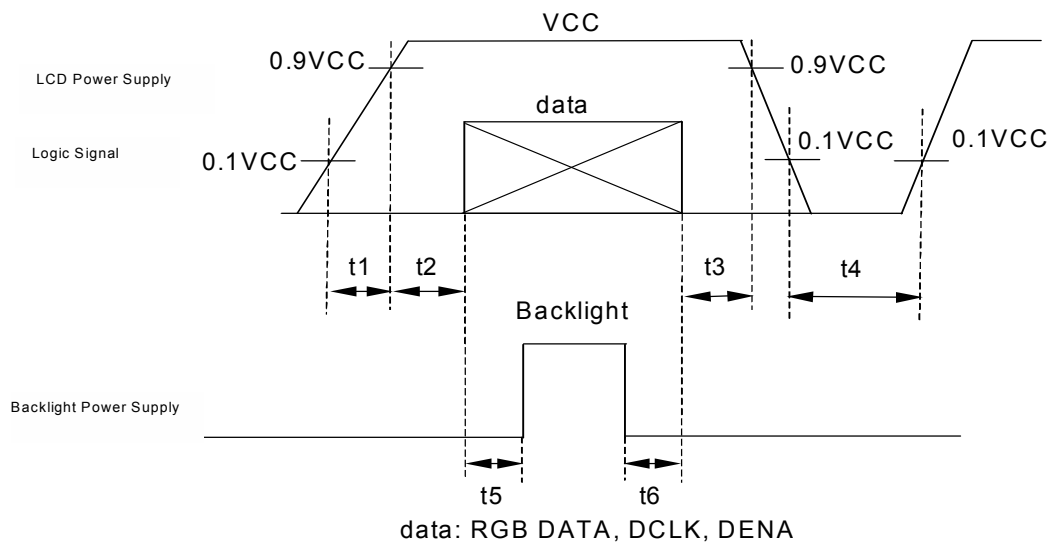 VCC
LCD Power Supply
0.9VCC
0.9VCC
data
Logic Signal
0.1VCC
0.1VCC
0.1VCC
t1
t2
t3
t4
Backlight
Backlight Power Supply
t5
t6
data: RGB DATA, DCLK, DENA